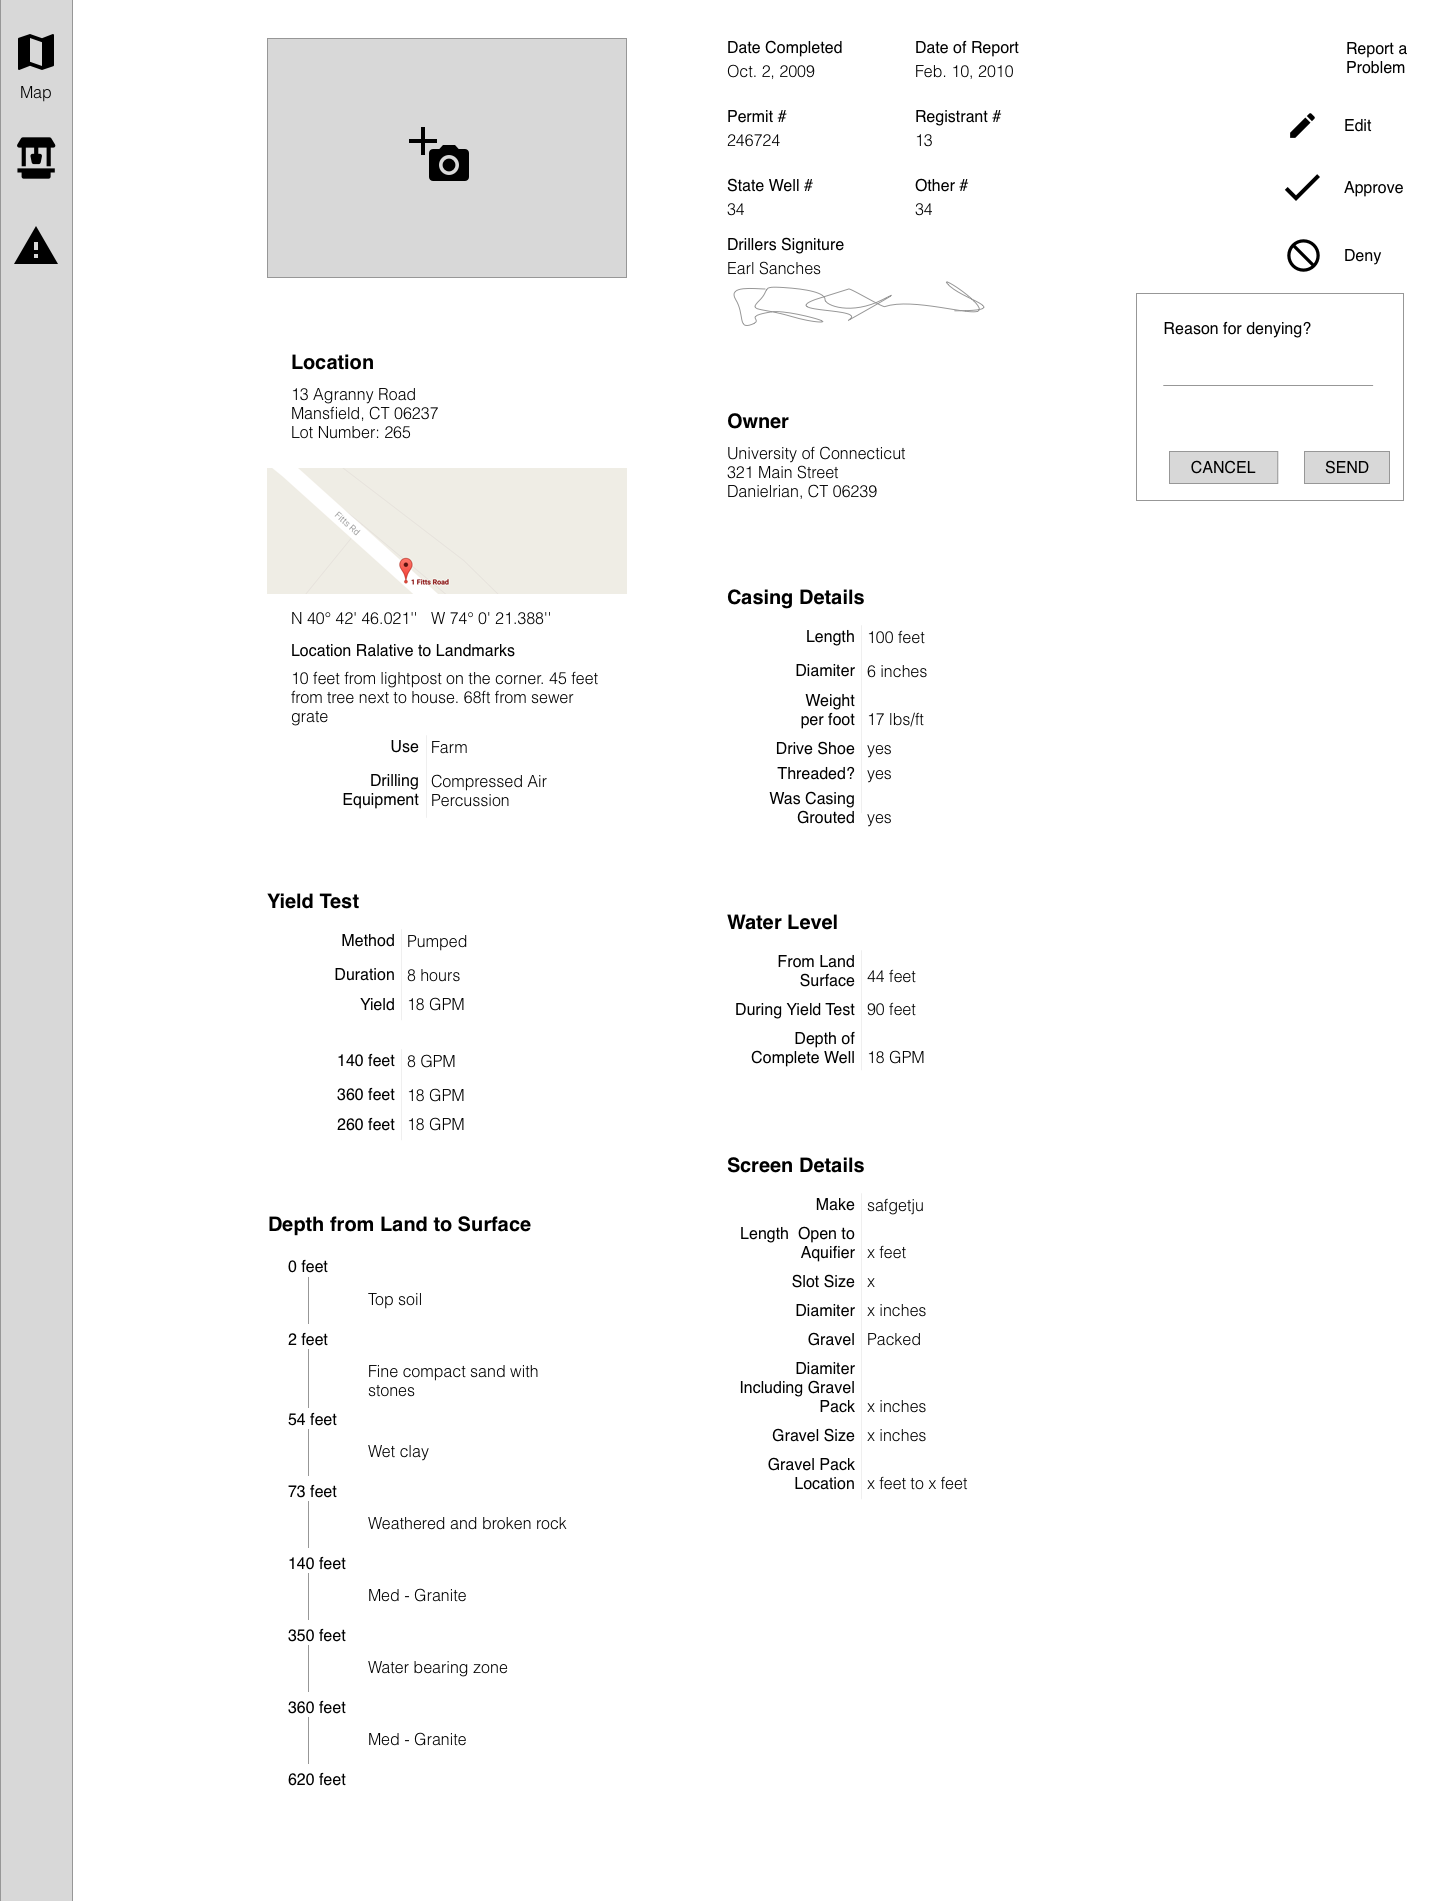 Map
Date Completed
Oct. 2, 2009
Date of Report
Feb. 10, 2010
Permit #
246724
Registrant #
13
State Well #
34
Other #
34
Drillers Signiture
Earl Sanches
Report a
Problem
Edit
Approve
Deny
Reason for denying?
CANCEL
SEND
Location
13 Agranny Road
Mansfield, CT 06237
Lot Number: 265
Fitts Rd
1 Fitts Road
N 40° 42' 46.021'' W 74° 0' 21.388''
Location Ralative to Landmarks
10 feet from lightpost on the corner. 45 feet
from tree next to house. 68ft from sewer
grate
Use Farm
Drilling Compressed Air
Equipment Percussion
Yield Test
Method Pumped
Duration 8 hours
Yield 18 GPM
140 feet 8 GPM
360 feet 18 GPM
260 feet 18 GPM
Depth from Land to Surface
0 feet
Top soil
2 feet
Fine compact sand with
stones
54 feet
Wet clay
73 feet
Weathered and broken rock
140 feet
Med - Granite
350 feet
Water bearing zone
360 feet
Med - Granite
620 feet
Owner
University of Connecticut
321 Main Street
Danielrian, CT 06239
Casing Details
Length 100 feet
Diamiter 6 inches
Weight
per foot 17 lbs/ft
Drive Shoe yes
Threaded? yes
Was Casing
Grouted yes
Water Level
From Land
Surface 44 feet
During Yield Test 90 feet
Depth of
Complete Well 18 GPM
Screen Details
Make safgetju
Length Open to
Aquifier x feet
Slot Size x
Diamiter x inches
Gravel Packed
Diamiter
Including Gravel
Pack x inches
Gravel Size x inches
Gravel Pack
Location x feet to x feet